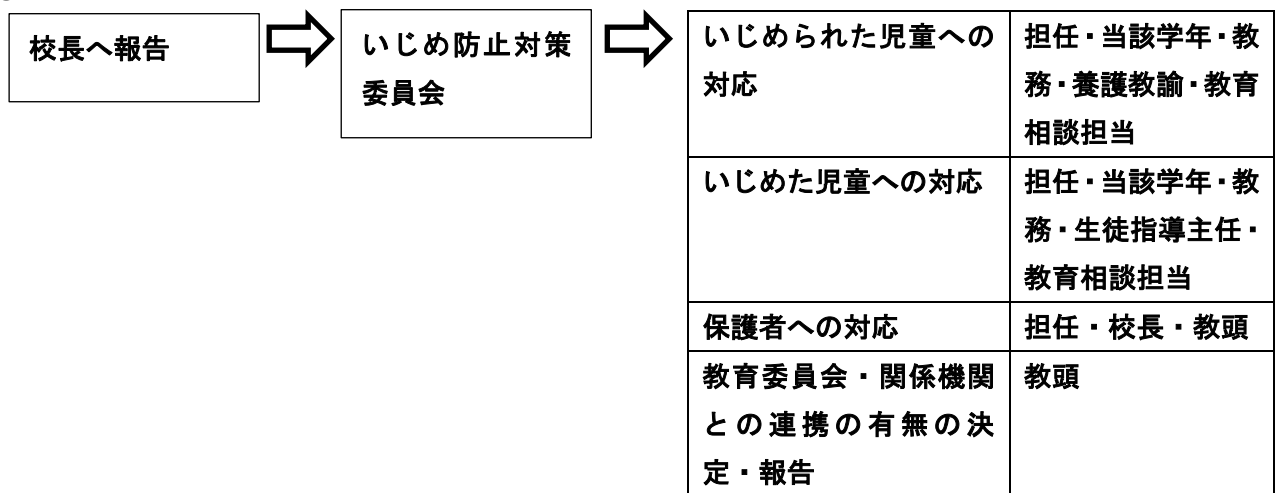 校長へ報告
いじめ防止対策
委員会
いじめられた児童への
対応
担任・当該学年・教
務・養護教諭・教育
相談担当
いじめた児童への対応
担任・当該学年・教
務・生徒指導主任・
教育相談担当
保護者への対応
担任・校長・教頭
教育委員会・関係機関
との連携の有無の決
定・報告
教頭